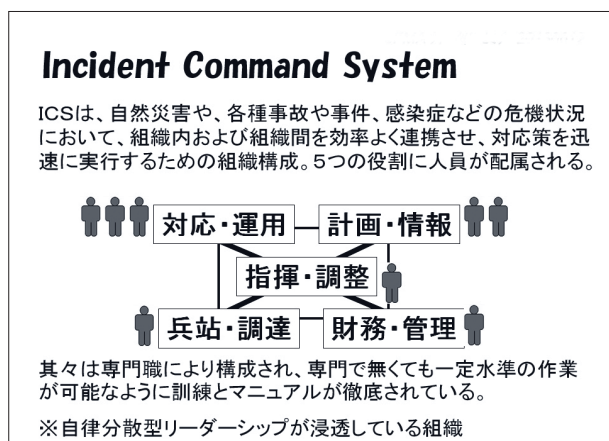 Incident Command System
ICSは、自然災害や、各種事故や事件、感染症などの危機状況
において、組織内および組織間を効率よく連携させ、対応策を迅
速に実行するための組織構成。５つの役割に人員が配属される。
対応・運用
計画・情報
指揮・調整
兵站・調達
財務・管理
其々は専門職により構成され、専門で無くても一定水準の作業
が可能なように訓練とマニュアルが徹底されている。
※自律分散型リーダーシップが浸透している組織